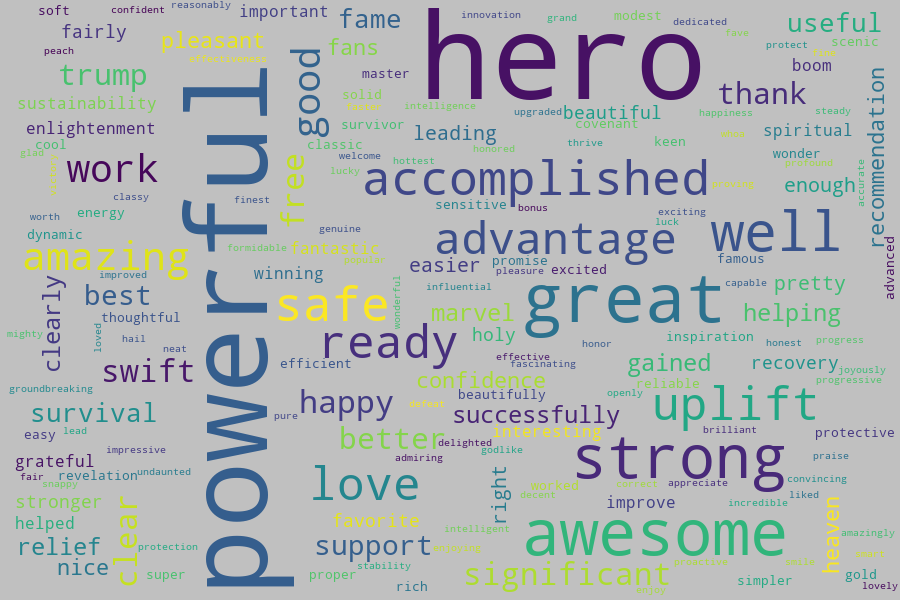 soft
confident
reasonably
important
fame
hero
innovation
grand
modest
dedicated
fave
useful
scenic
protect
fairly
pleasant
effectiveness
peach
fans
good
master
trump
boom
thank
solid
sustainability
intelligence
upgraded
beautiful
happiness
steady
recommendation
enlightenment
survivor
leading
covenant
spiritual
cool
classic
honored
thrive
keen
glad
welcome
hottest
wonder
work
lucky
accomplished
enough
accurate
free
powerful
classy
finest
worth
energy
sensitive
bonus
exciting
luck
genuine
dynamic
advantage
well
amazing
formidable
fantastic
famous
advanced
improved
winning
easier
promise
pleasure
excited
capable
pretty
best
safe
wonderful
influential
great
clearly
thoughtful
marvel
helping
mighty
loved
hail
neat
ready
holy
honor
inspiration
honest
progress
swift
efficient
effective
fascinating
gained
recovery
joyously
progressive
groundbreaking
confidence
reliable
survival
happy
defeat
beautifully
openly
uplift
pure
successfully
easy
lead
better
delighted
interesting
brilliant
protective
impressive
godlike
strong
praise
grateful
admiring
fair
revelation
undaunted
snappy
love
right
appreciate
convincing
stronger
decent
improve
incredible
liked
helped
clear
favorite
intelligent
awesome
heaven
amazingly
relief
protection
support
enjoying
nice
super
proper
stability
significant
simpler
gold
rich
lovely